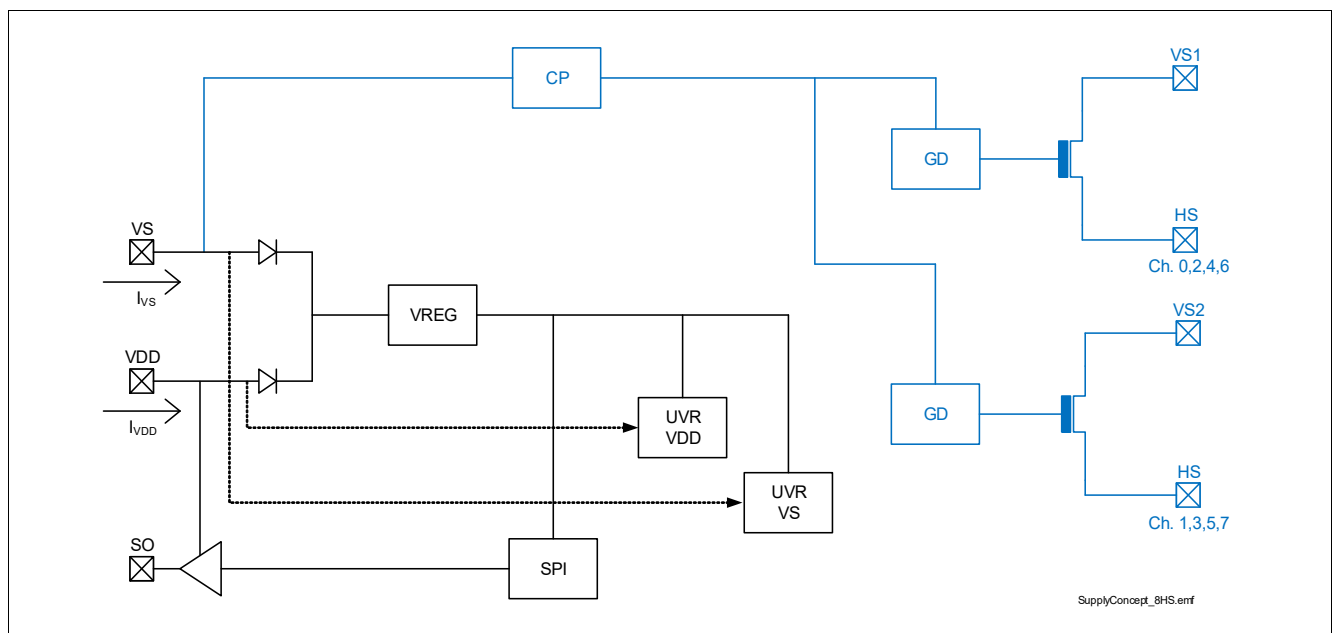 CP
VS1
GD
HS
Ch. 0,2,4,6
VS
IVS
VREG
VDD
IVDD
VS2
GD
UVR
VDD
UVR
VS
HS
Ch. 1,3,5,7
SO
SPI
SupplyConcept_8HS.emf